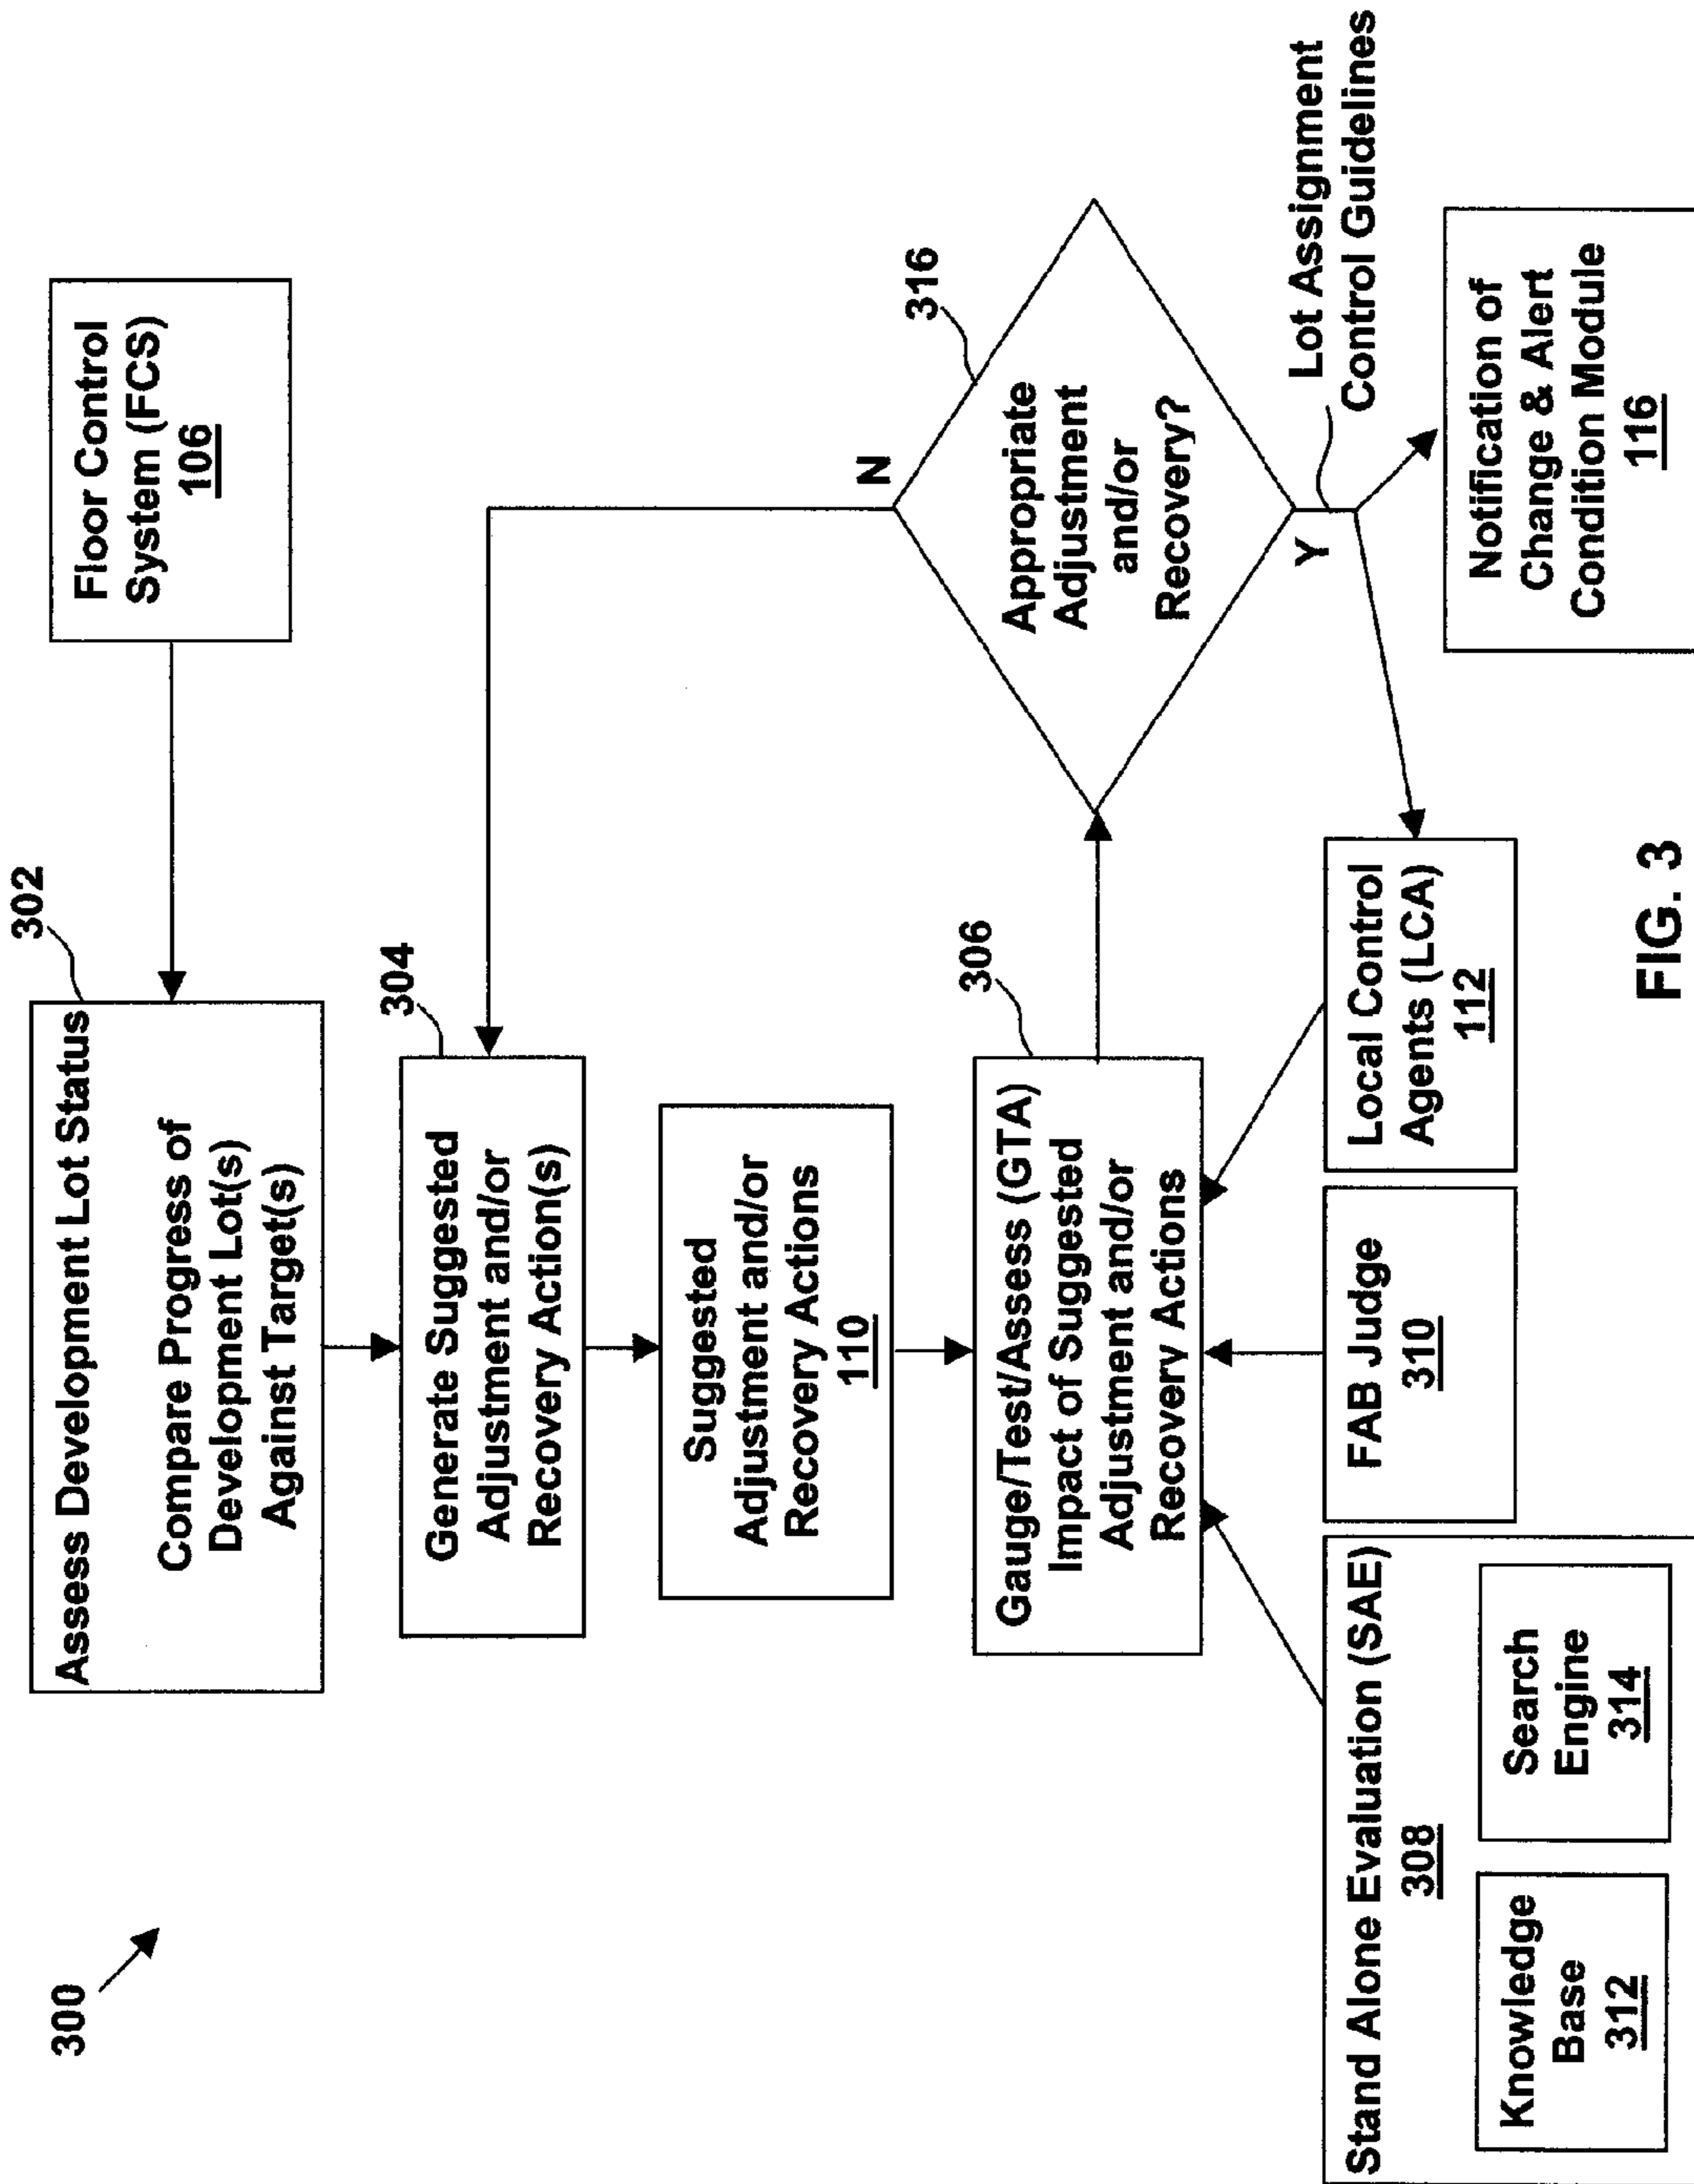 300
Assess Development Lot Status
302
Compare Progress of
Development Lot(s)
Against Target(s)
Floor Control
System (FCS)
106
Generate Suggested
Adjustment and/or
Recovery Action(s)
304
Suggested
Adjustment and/or
Recovery Actions
110
Gauge/Test/Assess (GTA)
Impact of Suggested
Adjustment and/or
Recovery Actions
306
N
Appropriate
Adjustment
and/or
Recovery?
316
Y
Lot Assignment
Control Guidelines
Stand Alone Evaluation (SAE)
308
Knowledge
Base
312
Search
Engine
314
FAB Judge
310
Local Control
Agents (LCA)
112
Notification of
Change & Alert
Condition Module
116
FIG. 3